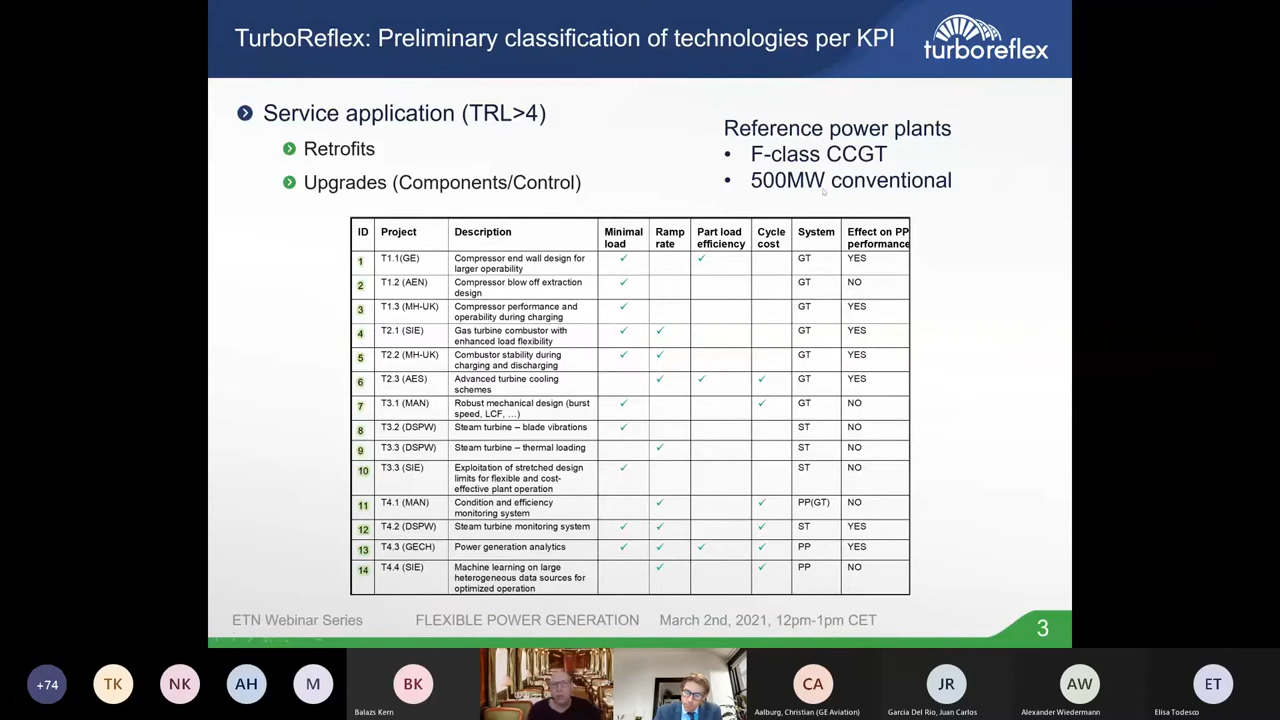 TurboReflex: Preliminary classification of technologies per KPI
turboreflex
Service application (TRL>4)
Retrofits
Upgrades (Components/Control)
Reference power plants
• F-class CCGT
• 500MW conventional
ID Project Description Minimal load Ramp rate Part load efficiency Cycle cost System Effect on PP performance
1 T1.1(GE) Compressor end wall design for larger operability ✓ ✓ GT YES
2 T1.2 (AEN) Compressor blow off extraction design ✓ GT NO
3 T1.3 (MH-UK) Compressor performance and operability during charging ✓ GT YES
4 T2.1 (SIE) Gas turbine combustor with enhanced load flexibility ✓ ✓ GT YES
5 T2.2 (MH-UK) Combustor stability during charging and discharging ✓ ✓ GT YES
6 T2.3 (AES) Advanced turbine cooling schemes ✓ ✓ ✓ GT YES
7 T3.1 (MAN) Robust mechanical design (burst speed, LCF, ...) ✓ ✓ GT NO
8 T3.2 (DSPW) Steam turbine – blade vibrations ✓ ST NO
9 T3.3 (DSPW) Steam turbine – thermal loading ✓ ST NO
10 T3.3 (SIE) Exploitation of stretched design limits for flexible and cost-effective plant operation ✓ ST NO
11 T4.1 (MAN) Condition and efficiency monitoring system ✓ ✓ PP(GT) NO
12 T4.2 (DSPW) Steam turbine monitoring system ✓ ✓ ✓ ST YES
13 T4.3 (GECH) Power generation analytics ✓ ✓ ✓ ✓ PP YES
14 T4.4 (SIE) Machine learning on large heterogeneous data sources for optimized operation ✓ ✓ PP NO
ETN Webinar Series FLEXIBLE POWER GENERATION March 2nd, 2021, 12pm-1pm CET 3
+74 TK NK AH M BK CA JR AW ET
Balazs Kern Aalburg, Christian (GE Aviation) Garcia Del Rio, Juan Carlos Alexander Wiedermann Elisa Todesco